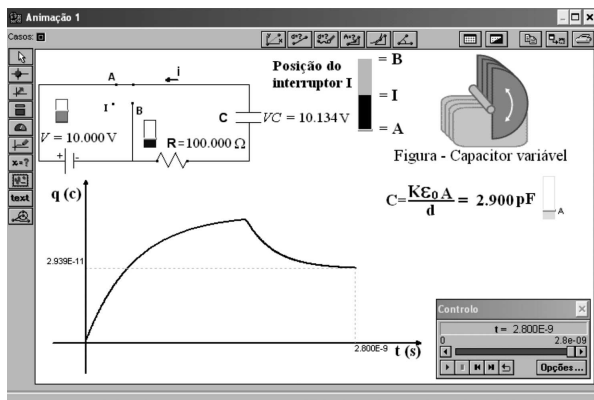 Animação 1
Casos:
Posição do
interruptor I
= B
= I
= A
A
i
I
B
C
VC = 10.134 V
V = 10.000 V
R=100.000 Ω
+ -
Figura - Capacitor variável
C= Kε₀ A / d = 2.900 pF
A
x=?
text
q (c)
2.939E-11
2.800E-9
t (s)
Controlo
t = 2.800E-9
0
2.8e-09
Opções...